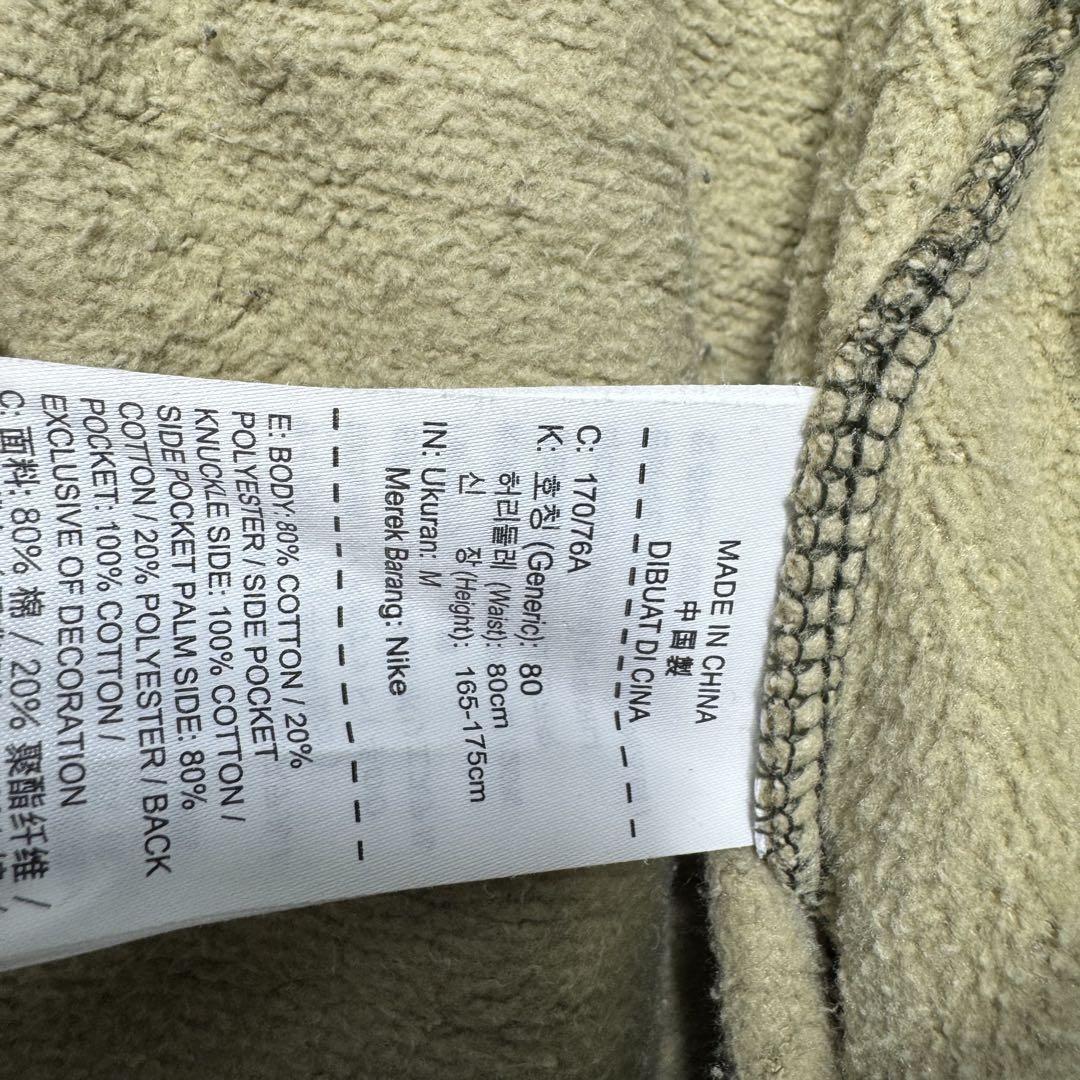 MADE IN CHINA
中国製
DIBUAT DI CINA
C: 170/76A
K: 호칭 (Generic): 80
허리둘레 (Waist): 80cm
신 장 (Height): 165-175cm
IN: Ukuran: M
Merek Barang: Nike
E: BODY 80% COTTON / 20%
POLYESTER / SIDE POCKET
KNUCKLE SIDE: 100% COTTON /
SIDE POCKET PALM SIDE: 80%
COTTON / 20% POLYESTER / BACK
POCKET: 100% COTTON /
EXCLUSIVE OF DECORATION
C: 面料: 80% 棉 / 20% 聚酯纤维 /